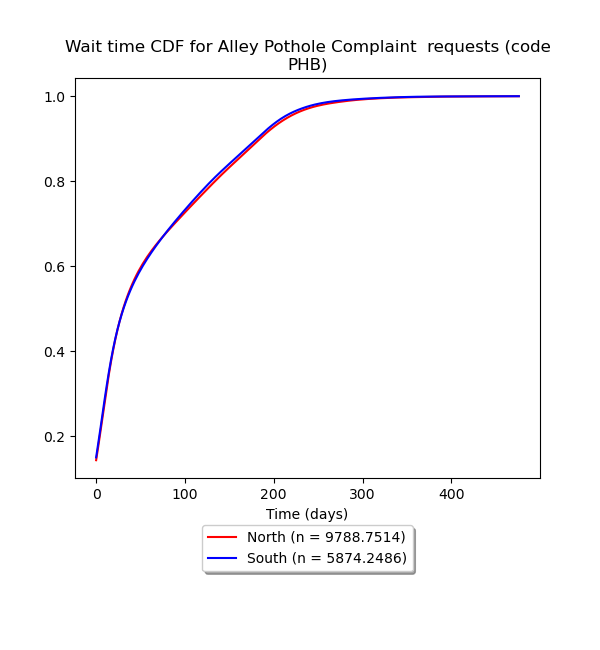 Wait time CDF for Alley Pothole Complaint  requests (code
PHB)
1.0
0.8
0.6
0.4
0.2
0 100 200 300 400
Time (days)
North (n = 9788.7514)
South (n = 5874.2486)